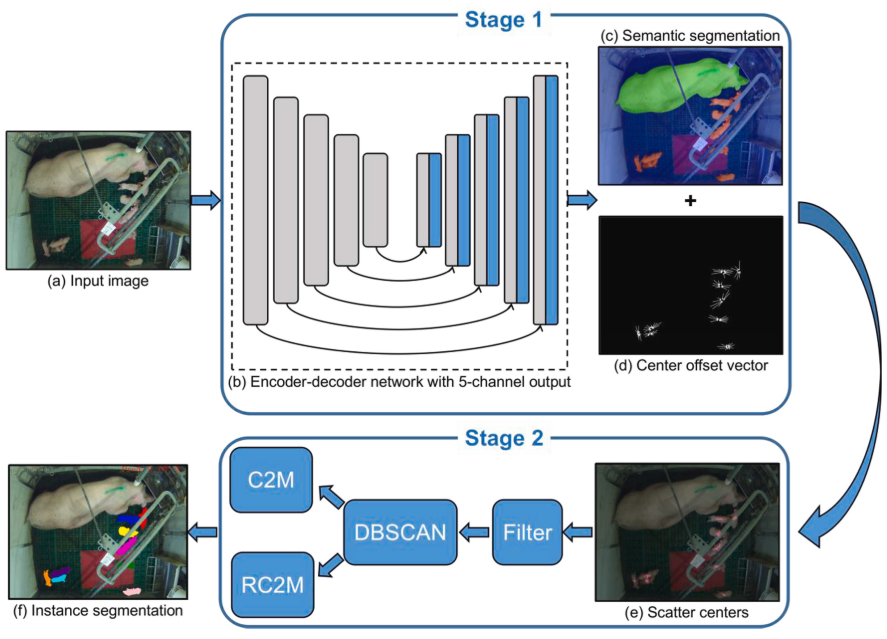 Stage 1
(c) Semantic segmentation
+
(a) Input image
(b) Encoder-decoder network with 5-channel output
(d) Center offset vector
Stage 2
C2M
DBSCAN
Filter
RC2M
(f) Instance segmentation
(e) Scatter centers